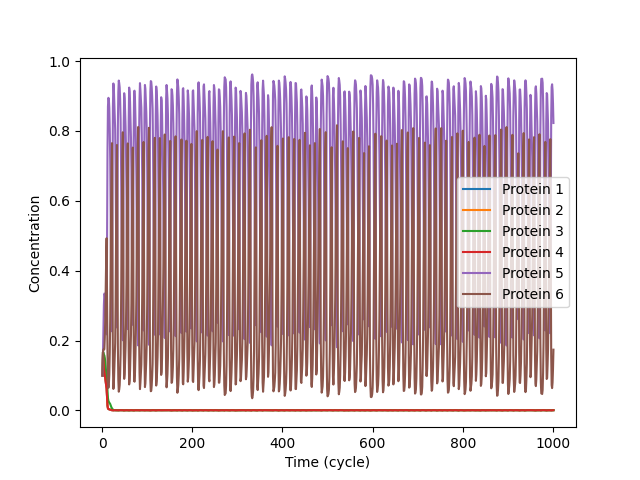 1.0
0.8
0.6
0.4
0.2
0.0
Concentration
Protein 1
Protein 2
Protein 3
Protein 4
Protein 5
Protein 6
0 200 400 600 800 1000
Time (cycle)